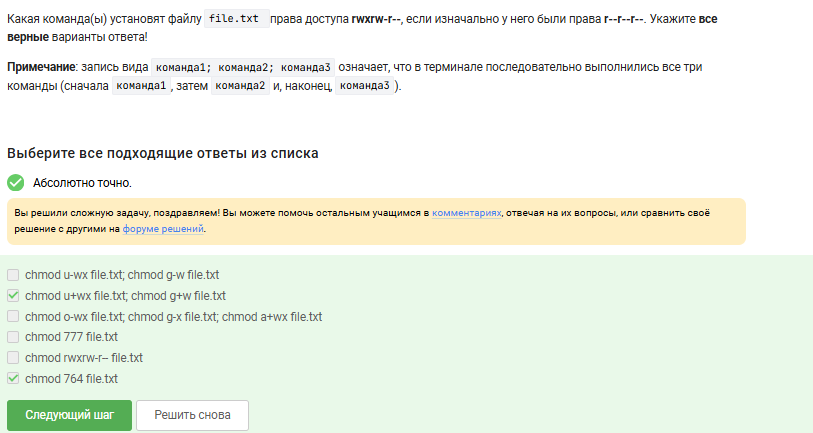 Какая команда(ы) установят файлу file.txt права доступа rwxrw-r--, если изначально у него были права r--r--r--. Укажите все
верные варианты ответа!
Примечание: запись вида команда1; команда2; команда3 означает, что в терминале последовательно выполнились все три
команды (сначала команда1, затем команда2 и, наконец, команда3).
Выберите все подходящие ответы из списка
Абсолютно точно.
Вы решили сложную задачу, поздравляем! Вы можете помочь остальным учащимся в комментариях, отвечая на их вопросы, или сравнить своё
решение с другими на форуме решений.
chmod u-wx file.txt; chmod g-w file.txt
chmod u+wx file.txt; chmod g+w file.txt
chmod o-wx file.txt; chmod g-x file.txt; chmod a+wx file.txt
chmod 777 file.txt
chmod rwxrw-r-- file.txt
chmod 764 file.txt
Следующий шаг Решить снова